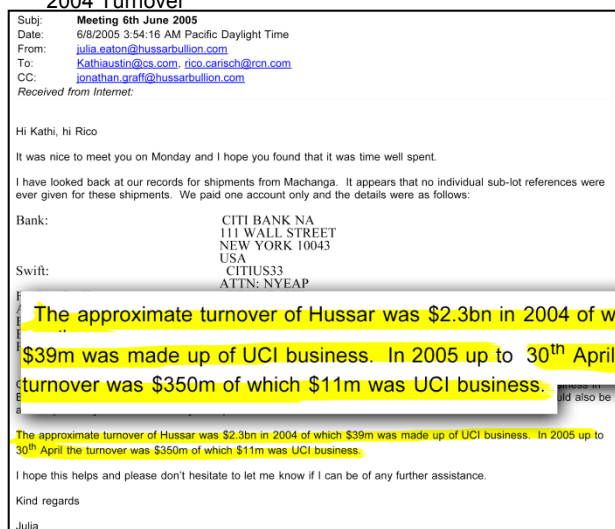 2004 Turnover
Subj: Meeting 6th June 2005
Date: 6/8/2005 3:54:16 AM Pacific Daylight Time
From: julia.eaton@hussarbullion.com
To: Kathiaustin@cs.com, rico.carisch@rcn.com
CC: jonathan.graff@hussarbullion.com
Received from Internet:
Hi Kathi, hi Rico
It was nice to meet you on Monday and I hope you found that it was time well spent.
I have looked back at our records for shipments from Machanga. It appears that no individual sub-lot references were
ever given for these shipments. We paid one account only and the details were as follows:
Bank: CITI BANK NA
111 WALL STREET
NEW YORK 10043
USA
Swift: CITIUS33
ATTN: NYEAP
The approximate turnover of Hussar was $2.3bn in 2004 of w
$39m was made up of UCI business. In 2005 up to 30th April
turnover was $350m of which $11m was UCI business.
uld also be
The approximate turnover of Hussar was $2.3bn in 2004 of which $39m was made up of UCI business. In 2005 up to
30th April the turnover was $350m of which $11m was UCI business.
I hope this helps and please don't hesitate to let me know if I can be of any further assistance.
Kind regards
Julia